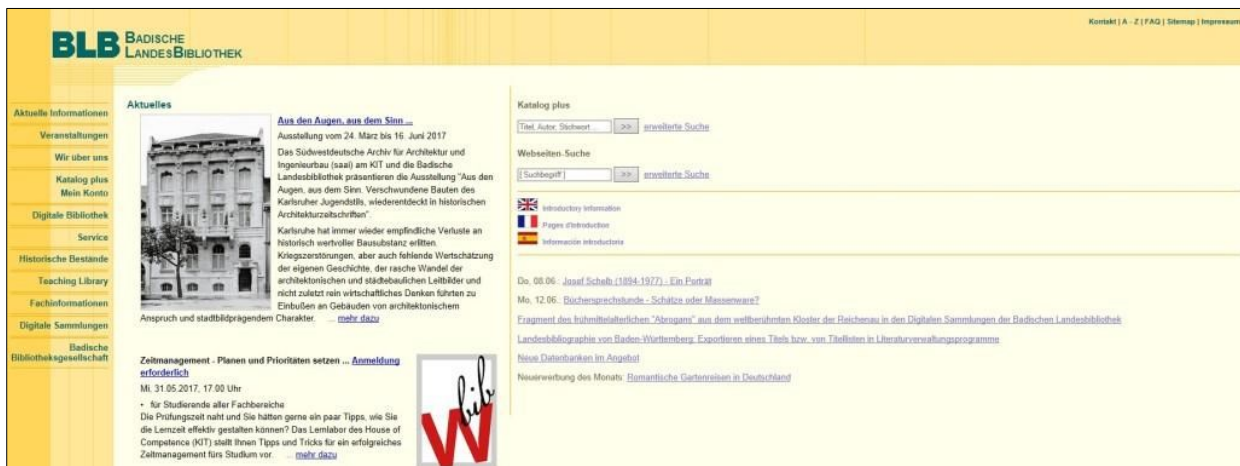 Kontakt | A - Z | FAQ | Sitemap | Impressum
BLB BADISCHE
LANDESBIBLIOTHEK
Aktuelle Informationen
Veranstaltungen
Wir über uns
Katalog plus
Mein Konto
Digitale Bibliothek
Service
Historische Bestände
Teaching Library
Fachinformationen
Digitale Sammlungen
Badische
Bibliotheksgesellschaft
Aktuelles
Aus den Augen, aus dem Sinn ...
Ausstellung vom 24. März bis 16. Juni 2017
Das Südwestdeutsche Archiv für Architektur und
Ingenieurbau (saai) am KIT und die Badische
Landesbibliothek präsentieren die Ausstellung "Aus den
Augen, aus dem Sinn. Verschwundene Bauten des
Karlsruher Jugendstils, wiederentdeckt in historischen
Architekturzeitschriften".
Karlsruhe hat immer wieder empfindliche Verluste an
historisch wertvoller Bausubstanz erlitten.
Kriegszerstörungen, aber auch fehlende Wertschätzung
der eigenen Geschichte, der rasche Wandel der
architektonischen und städtebaulichen Leitbilder und
nicht zuletzt rein wirtschaftliches Denken führten zu
Einbußen an Gebäuden von architektonischem
Anspruch und stadtbildprägendem Charakter. ... mehr dazu
Zeitmanagement - Planen und Prioritäten setzen ... Anmeldung
erforderlich
Mi, 31.05.2017, 17.00 Uhr
• für Studierende aller Fachbereiche
Die Prüfungszeit naht und Sie hätten gerne ein paar Tipps, wie Sie
die Lernzeit effektiv gestalten können? Das Lernlabor des House of
Competence (KIT) stellt Ihnen Tipps und Tricks für ein erfolgreiches
Zeitmanagement fürs Studium vor. ... mehr dazu
W bib
Katalog plus
Titel, Autor, Stichwort ... >> erweiterte Suche
Webseiten-Suche
[ Suchbegriff ] >> erweiterte Suche
Introductory Information
Pages d'introduction
Información introductoria
Do, 08.06.: Josef Schelb (1894-1977) - Ein Porträt
Mo, 12.06.: Büchersprechstunde - Schätze oder Massenware?
Fragment des frühmittelalterlichen "Abrogans" aus dem weltberühmten Kloster der Reichenau in den Digitalen Sammlungen der Badischen Landesbibliothek
Landesbibliographie von Baden-Württemberg: Exportieren eines Titels bzw. von Titellisten in Literaturverwaltungsprogramme
Neue Datenbanken im Angebot
Neuerwerbung des Monats: Romantische Gartenreisen in Deutschland